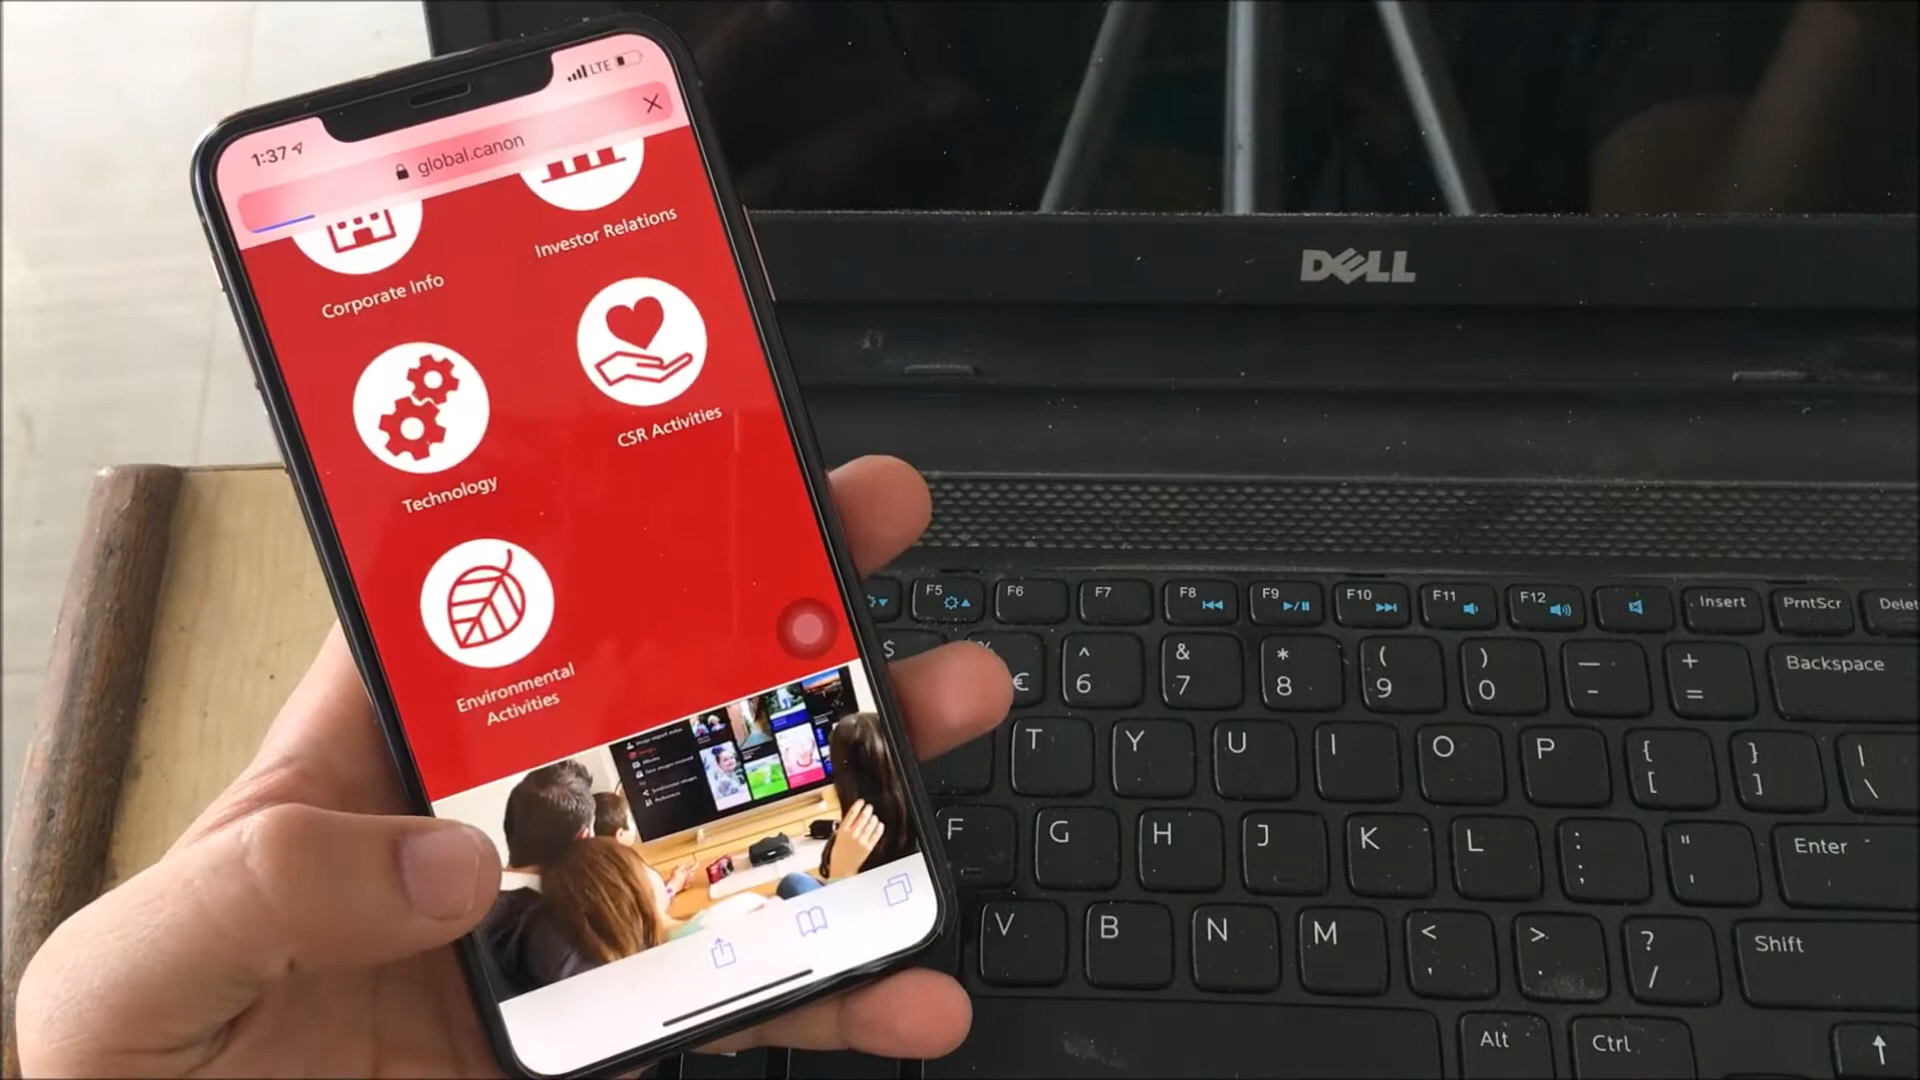 1:37
LTE
global.canon
Corporate Info
Investor Relations
Technology
CSR Activities
Environmental
Activities
DELL
F5
F6
F7
F8
F9
F10
F11
F12
Insert
PrntScr
Delet
$
%
€
^
6
&
7
*
8
(
9
)
0
—
-
+
=
Backspace
T
Y
U
I
O
P
{
[
}
]
|
\
F
G
H
J
K
L
:
;
"
'
Enter
V
B
N
M
<
,
>
.
?
/
Shift
Alt
Ctrl